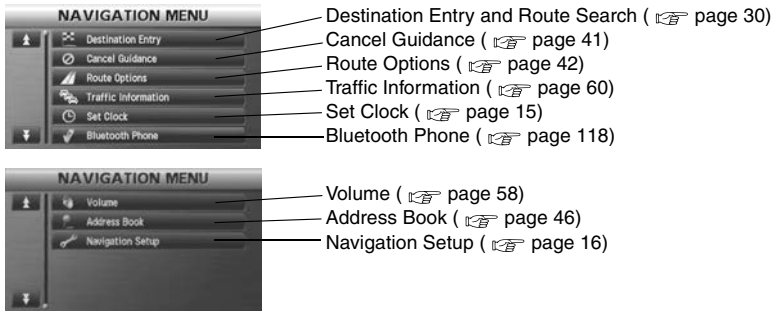 NAVIGATION MENU
Destination Entry
Cancel Guidance
Route Options
Traffic Information
Set Clock
Bluetooth Phone
Destination Entry and Route Search ( page 30)
Cancel Guidance ( page 41)
Route Options ( page 42)
Traffic Information ( page 60)
Set Clock ( page 15)
Bluetooth Phone ( page 118)
NAVIGATION MENU
Volume
Address Book
Navigation Setup
Volume ( page 58)
Address Book ( page 46)
Navigation Setup ( page 16)